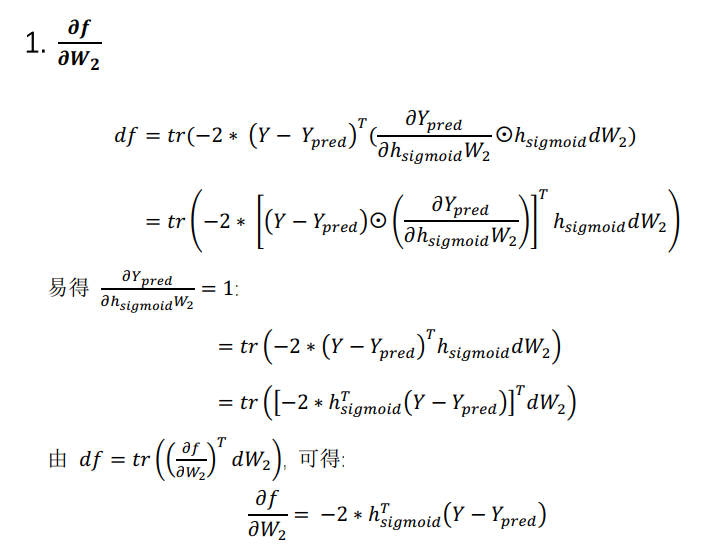 1. ∂f/∂W₂
df = tr(−2 * (Y − Y_pred)^T (∂Y_pred/∂h_sigmoid W₂ ⊙ h_sigmoid dW₂)
= tr(−2 * [(Y − Y_pred) ⊙ (∂Y_pred/∂h_sigmoid W₂)]^T h_sigmoid dW₂)
易得 ∂Y_pred/∂h_sigmoid W₂ = 1:
= tr(−2 * (Y − Y_pred)^T h_sigmoid dW₂)
= tr([−2 * h_sigmoid^T (Y − Y_pred)]^T dW₂)
由 df = tr((∂f/∂W₂)^T dW₂), 可得:
∂f/∂W₂ = −2 * h_sigmoid^T (Y − Y_pred)